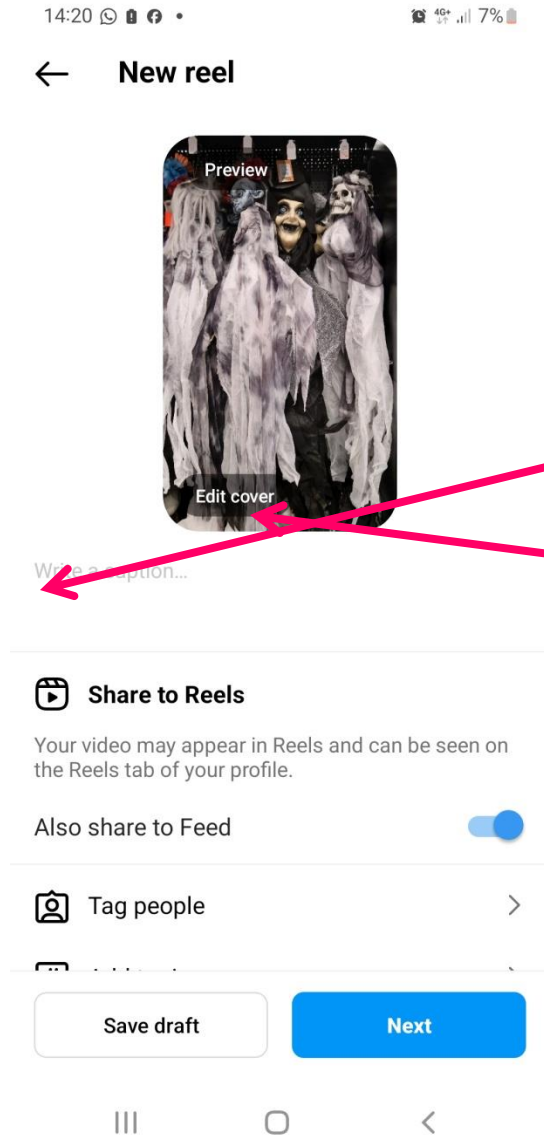 14:20 4G+ 7%
New reel
Preview
Edit cover
Write a caption...
Share to Reels
Your video may appear in Reels and can be seen on
the Reels tab of your profile.
Also share to Feed
Tag people
Save draft Next